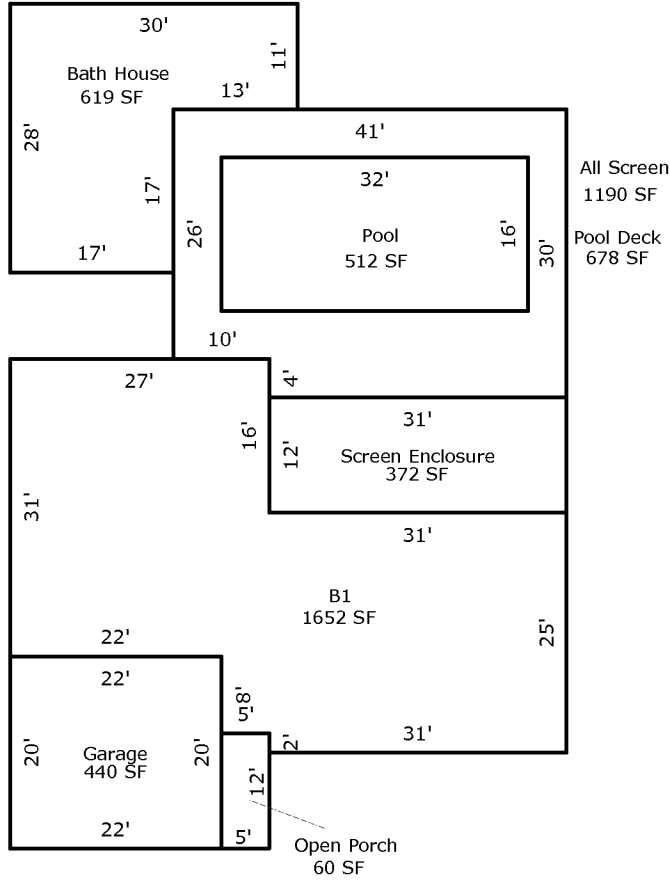 30'
11'
Bath House
619 SF
13'
28'
17'
17'
41'
32'
26'
Pool
512 SF
16'
30'
All Screen
1190 SF
Pool Deck
678 SF
10'
27'
4'
31'
16'
12'
Screen Enclosure
372 SF
31'
31'
B1
1652 SF
25'
22'
22'
8'
5'
2'
31'
20'
Garage
440 SF
20'
12'
22'
5'
Open Porch
60 SF